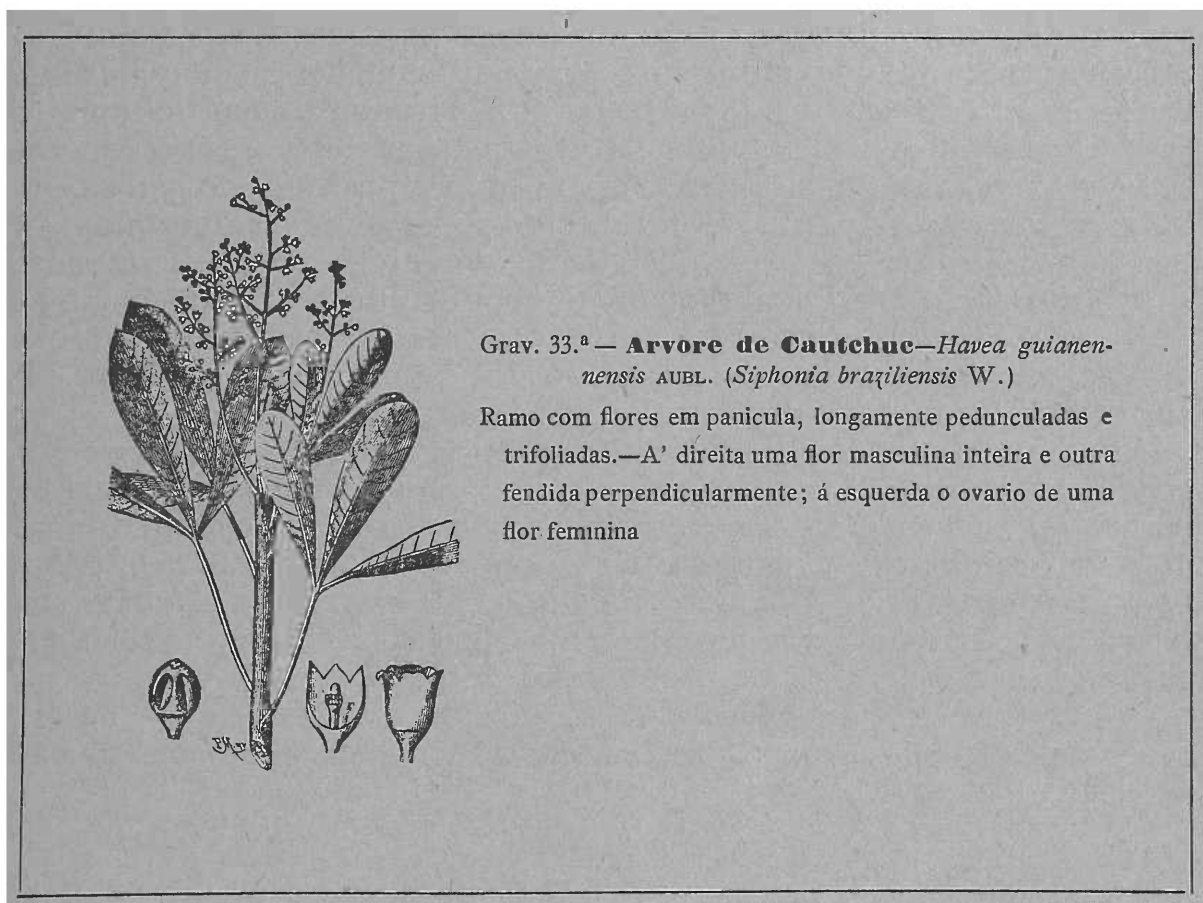 Grav. 33.ª — Arvore de Cautchuc—Havea guianen-
nensis AUBL. (Siphonia braziliensis W.)
Ramo com flores em panicula, longamente pedunculadas e
trifoliadas.—A' direita uma flor masculina inteira e outra
fendida perpendicularmente; á esquerda o ovario de uma
flor feminina